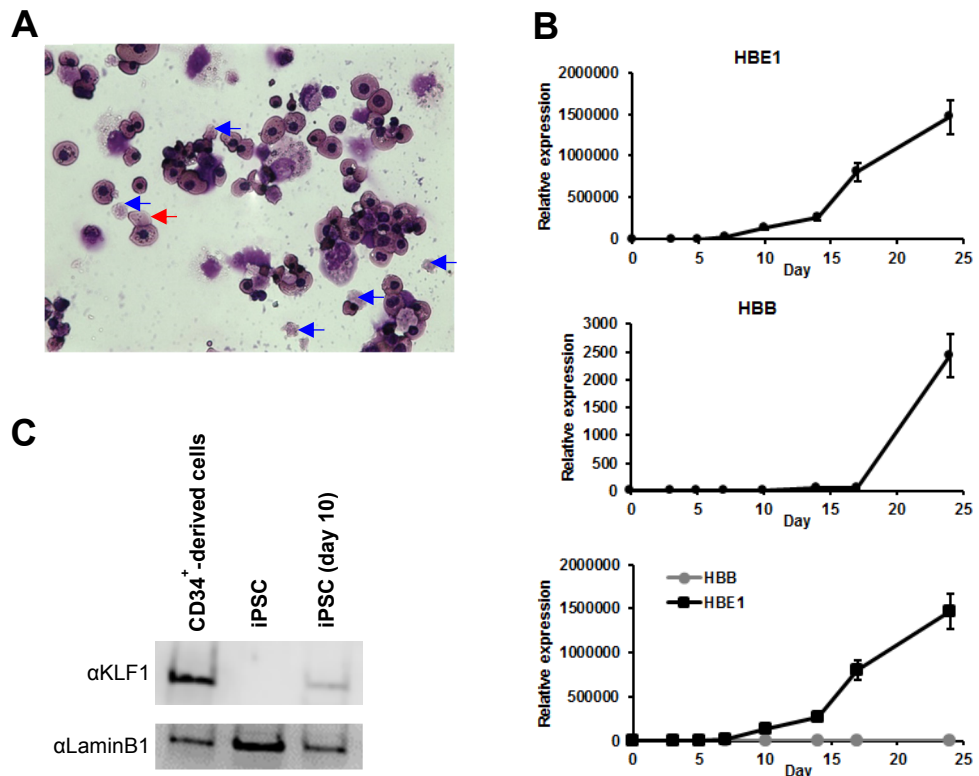 A
B
HBE1
Relative expression
2000000
1500000
1000000
500000
0
0 5 10 15 20 25
Day
HBB
Relative expression
3000
2500
2000
1500
1000
500
0
0 5 10 15 20 25
Day
HBB
HBE1
Relative expression
2000000
1500000
1000000
500000
0
0 5 10 15 20 25
Day
C
CD34⁺-derived cells
iPSC
iPSC (day 10)
αKLF1
αLaminB1